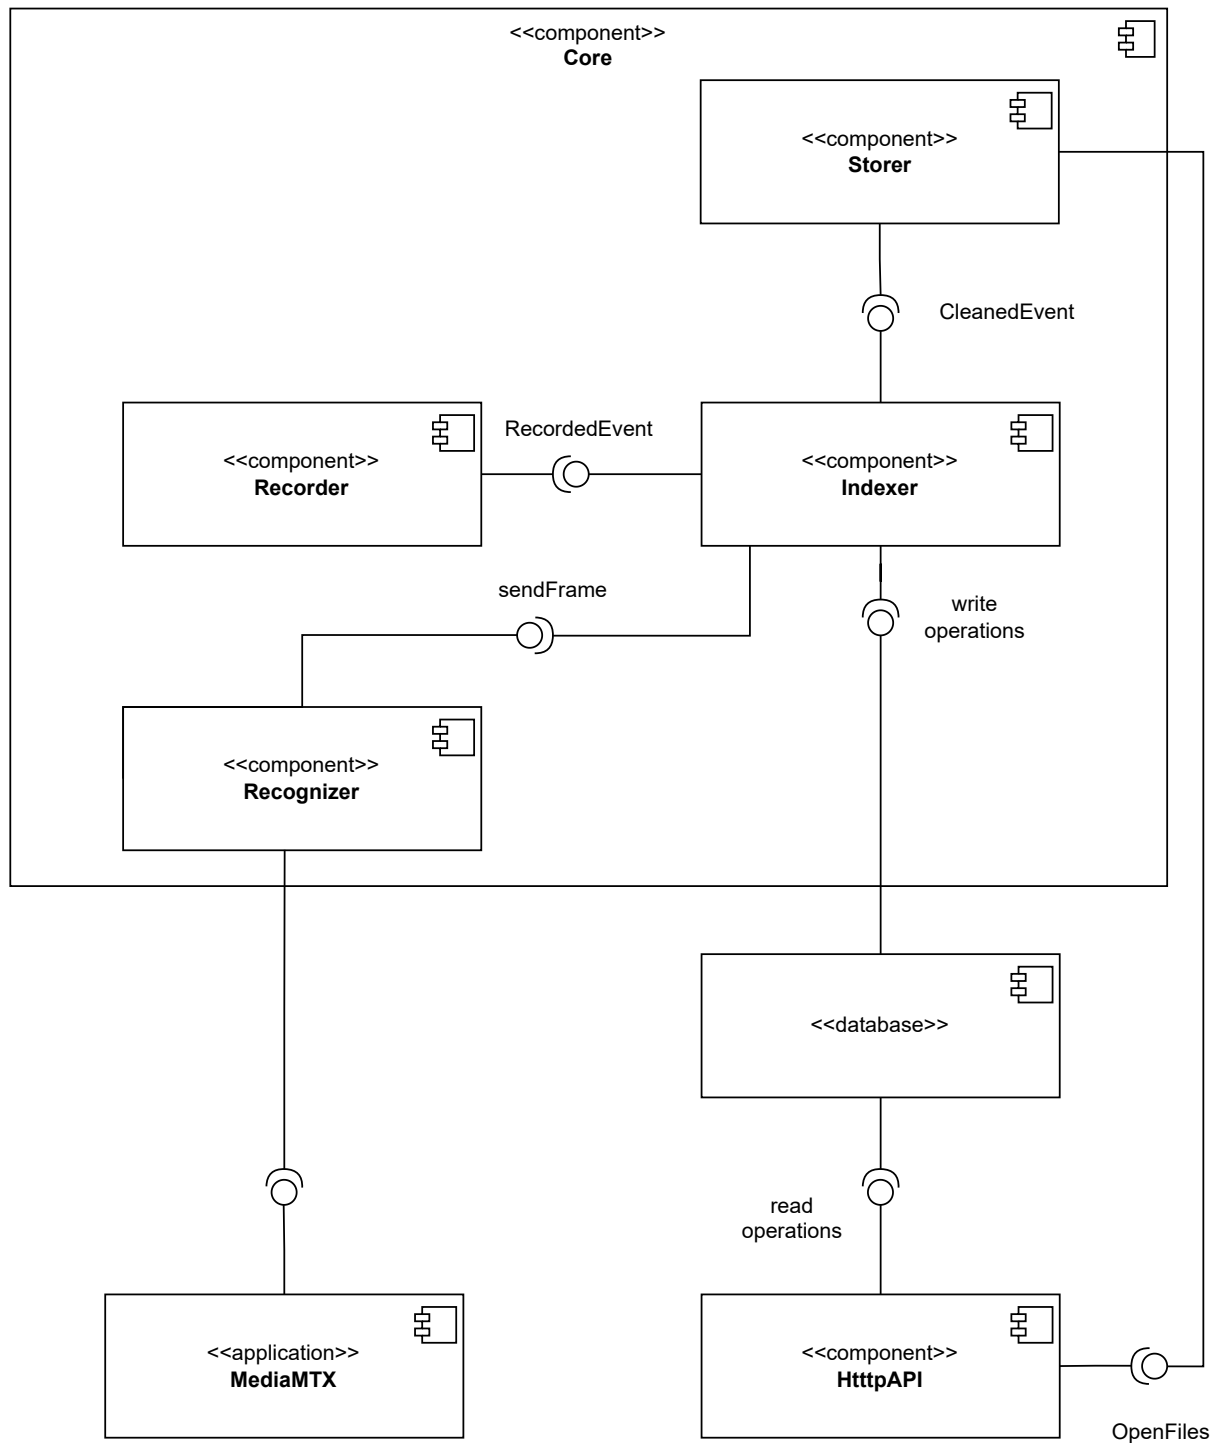 <<component>>
Core
<<component>>
Storer
CleanedEvent
RecordedEvent
<<component>>
Recorder
<<component>>
Indexer
sendFrame
write
operations
<<component>>
Recognizer
<<database>>
read
operations
<<application>>
MediaMTX
<<component>>
HtttpAPI
OpenFiles